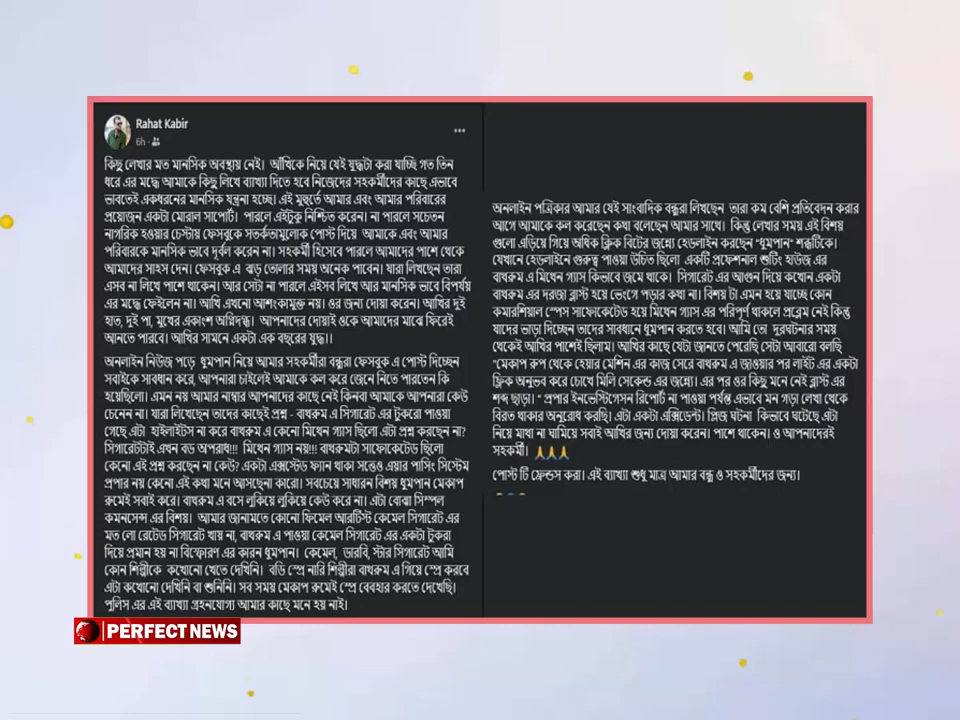 Rahat Kabir
6h
কিছু লেখার মত মানসিক অবস্থায় নেই। আঁখিকে নিয়ে যেই যুদ্ধটা করা যাচ্ছি গত তিন
ধরে এর মদ্ধে আমাকে কিছু লিখে ব্যাখ্যা দিতে হবে নিজেদের সহকর্মীদের কাছে এভাবে
ভাবতেই একধরনের মানসিক যন্ত্রনা হচ্ছে। এই মুহুর্তে আমার এবং আমার পরিবারের
প্রয়োজন একটা মোরাল সাপোর্ট। পারলে এইটুকু নিশ্চিত করেন। না পারলে সচেতন
নাগরিক হওয়ার চেস্টায় ফেসবুকে সতর্কতামুলোক পোস্ট দিয়ে আমাকে এবং আমার
পরিবারকে মানসিক ভাবে দূর্বল করেন না। সহকর্মী হিসেবে পারলে আমাদের পাশে থেকে
আমাদের সাহস দেন। ফেসবুক এ ঝড় তোলার সময় অনেক পাবেন। যারা লিখছেন তারা
এসব না লিখে পাশে থাকেন। আর সেটা না পারলে এইসব লিখে আর মানসিক ভাবে বিপর্যয়
এর মদ্ধে ফেইলেন না। আখি এখনো আশংকামুক্ত নয়। ওর জন্য দোয়া করেন। আখির দুই
হাত, দুই পা, মুখের একাংশ অগ্নিদগ্ধ। আপনাদের দোয়াই ওকে আমাদের মাঝে ফিরেই
আনতে পারবে। আখির সামনে একটা এক বছরের যুদ্ধ।।
অনলাইন নিউজ পড়ে ধুমপান নিয়ে আমার সহকর্মীরা বন্ধুরা ফেসবুক এ পোস্ট দিচ্ছেন
সবাইকে সাবধান করে, আপনারা চাইলেই আমাকে কল করে জেনে নিতে পারতেন কি
হয়েছিলো। এমন নয় আমার নাম্বার আপনাদের কাছে নেই কিনবা আমাকে আপনারা কেউ
চেনেন না। যারা লিখেছেন তাদের কাছেই প্রশ্ন - বাথরুম এ সিগারেট এর টুকরো পাওয়া
গেছে এটা হাইলাইটস না করে বাথরুম এ কেনো মিথেন গ্যাস ছিলো এটা প্রশ্ন করছেন না?
সিগারেটটাই এখন বড় অপরাধ!!! মিথেন গ্যাস নয়!!! বাথরুমটা সাফোকেটেড ছিলো
কেনো এই প্রশ্ন করছেন না কেউ? একটা এক্সস্টেড ফ্যান থাকা সত্তেও এয়ার পাসিং সিস্টেম
প্রপার নয় কেনো এই কথা মনে আসছেনা কারো। সবচেয়ে সাধারন বিষয় ধুমপান মেকাপ
রুমেই সবাই করে। বাথরুম এ বসে লুকিয়ে লুকিয়ে কেউ করে না। এটা বোঝা সিম্পল
কমনসেন্স এর বিষয়। আমার জানামতে কোনো ফিমেল আরটিস্ট কেমেল সিগারেট এর
মত লো রেটেড সিগারেট খায় না, বাথরুম এ পাওয়া কেমেল সিগারেট এর একটা টুকরা
দিয়ে প্রমান হয় না বিস্ফোরণ এর কারন ধুমপান। কেমেল, ডারবি, স্টার সিগারেট আমি
কোন শিল্পীকে কখোনো খেতে দেখিনি। বডি স্প্রে নারি শিল্পীরা বাথরুম এ গিয়ে স্প্রে করবে
এটা কখোনো দেখিনি বা শুনিনি। সব সময় মেকাপ রুমেই স্প্রে বেবহার করতে দেখেছি।
পুলিস এর এই ব্যাখ্যা গ্রহনযোগ্য আমার কাছে মনে হয় নাই।
অনলাইন পত্রিকার আমার যেই সাংবাদিক বন্ধুরা লিখছেন তারা কম বেশি প্রতিবেদন করার
আগে আমাকে কল করেছেন কথা বলেছেন আমার সাথে। কিন্তু লেখার সময় এই বিষয়
গুলো এড়িয়ে গিয়ে অধিক ক্লিক বিটের জন্যে হেডলাইন করছেন "ধুমপান" শব্দটিকে।
যেখানে হেডলাইনে গুরুত্ব পাওয়া উচিত ছিলো একটি প্রফেশনাল শুটিং হাউজ এর
বাথরুম এ মিথেন গ্যাস কিভাবে জমে থাকে। সিগারেট এর আগুন দিয়ে কখোন একটা
বাথরুম এর দরজা ব্লাস্ট হয়ে ভেংগে পড়ার কথা না। বিশয় টা এমন হয়ে যাচ্ছে কোন
কমারশিয়াল স্পেস সাফোকেটেড হয়ে মিথেন গ্যস এর পরিপূর্ণ থাকলে প্রব্লেম নেই কিন্তু
যাদের ভাড়া দিচ্ছেন তাদের সাবধানে ধুমপান করতে হবে। আমি তো দুরঘটনার সময়
থেকেই আখির পাশেই ছিলাম। আখির কাছে যেটা জানতে পেরেছি সেটা আবারো বলছি
"মেকাপ রুপ থেকে হেয়ার মেশিন এর কাজ সেরে বাথরুম এ জাওয়ার পর লাইট এর একটা
ফ্লিক অনুভব করে চোখে মিলি সেকেন্ড এর জন্যে। এর পর ওর কিছু মনে নেই ব্লাস্ট এর
শব্দ ছাড়া। " প্রপার ইনভেস্টিগেসন রিপোর্ট না পাওয়া পর্যন্ত এভাবে মন গড়া লেখা থেকে
বিরত থাকার অনুরোধ করছি। এটা একটা এক্সিডেন্ট। প্লিজ ঘটনা কিভাবে ঘটেছে এটা
নিয়ে মাথা না ঘামিয়ে সবাই আখির জন্য দোয়া করেন। পাশে থাকেন। ও আপনাদেরই
সহকর্মী। 🙏🙏🙏
পোস্ট টি ফ্রেন্ডস করা। এই ব্যাখ্যা শুধু মাত্র আমার বন্ধু ও সহকর্মীদের জন্য।
PERFECT NEWS